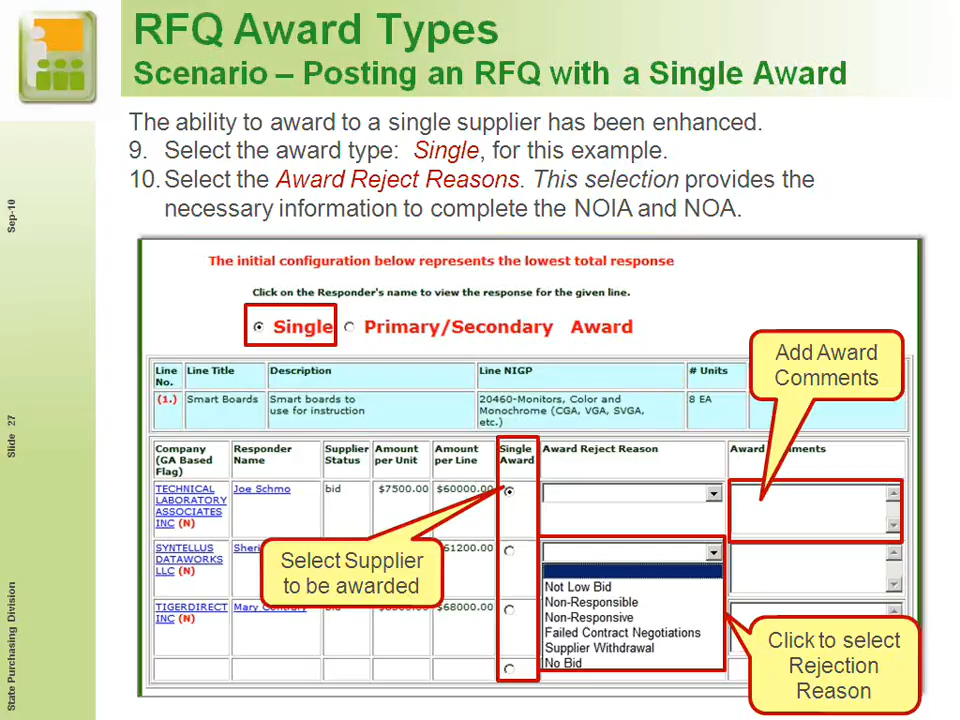 RFQ Award Types
Scenario – Posting an RFQ with a Single Award
The ability to award to a single supplier has been enhanced.
9. Select the award type: Single, for this example.
10. Select the Award Reject Reasons. This selection provides the
necessary information to complete the NOIA and NOA.
Sep-10
Slide 27
State Purchasing Division
The initial configuration below represents the lowest total response
Click on the Responder's name to view the response for the given line.
Single Primary/Secondary Award
Add Award
Comments
Line No. Line Title Description Line NIGP # Units
(1.) Smart Boards Smart boards to use for instruction 20460-Monitors, Color and Monochrome (CGA, VGA, SVGA, etc.) 8 EA
Company (GA Based Flag) Responder Name Supplier Status Amount per Unit Amount per Line Single Award Award Reject Reason Award
TECHNICAL LABORATORY ASSOCIATES INC (N) Joe Schmo bid $7500.00 $60000.00
SYNTELLUS DATAWORKS LLC (N)
Select Supplier
to be awarded
Not Low Bid
Non-Responsible
Non-Responsive
Failed Contract Negotiations
Supplier Withdrawal
No Bid
TIGERDIRECT INC (N) Mary $68000.00
Click to select
Rejection
Reason